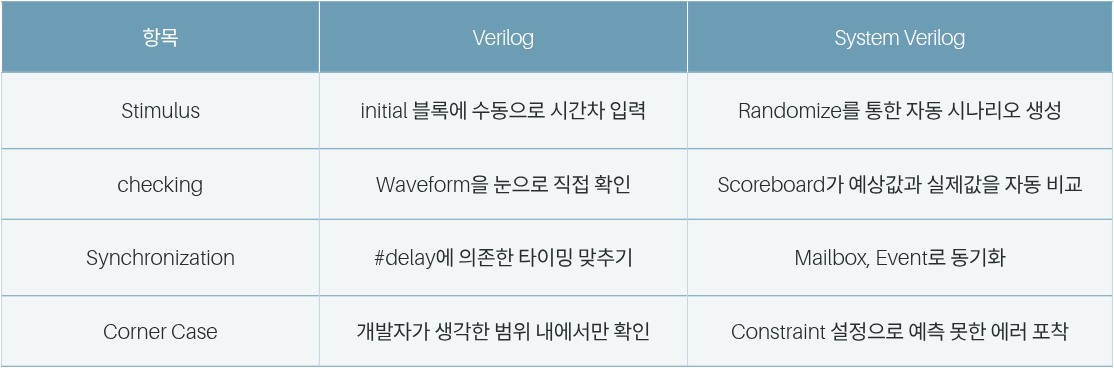 항목 Verilog System Verilog
Stimulus initial 블록에 수동으로 시간차 입력 Randomize를 통한 자동 시나리오 생성
checking Waveform을 눈으로 직접 확인 Scoreboard가 예상값과 실제값을 자동 비교
Synchronization #delay에 의존한 타이밍 맞추기 Mailbox, Event로 동기화
Corner Case 개발자가 생각한 범위 내에서만 확인 Constraint 설정으로 예측 못한 에러 포착